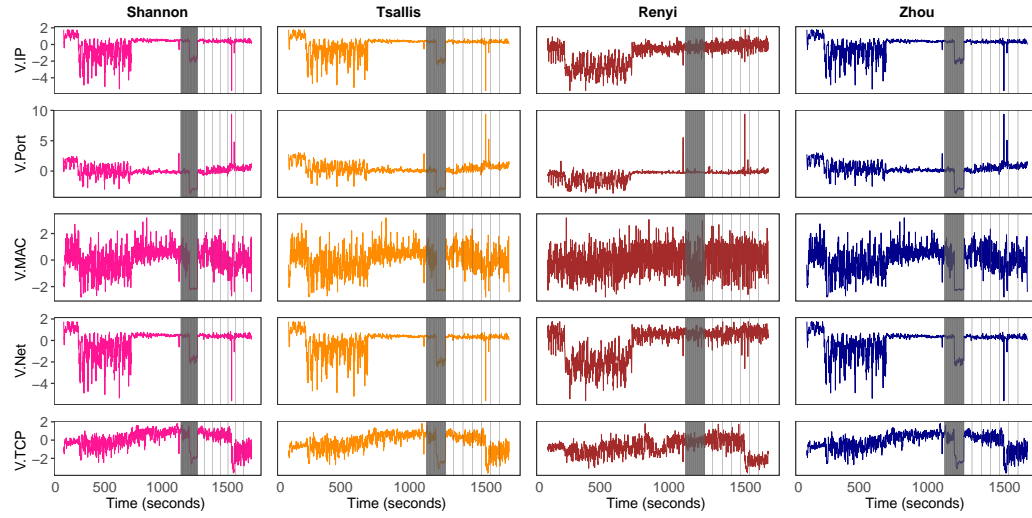 Shannon Tsallis Renyi Zhou
V.IP
2
0
−2
−4
V.Port
10
5
0
V.MAC
2
0
−2
V.Net
2
0
−2
−4
V.TCP
2
0
−2
0 500 1000 1500 0 500 1000 1500 0 500 1000 1500 0 500 1000 1500
Time (seconds) Time (seconds) Time (seconds) Time (seconds)